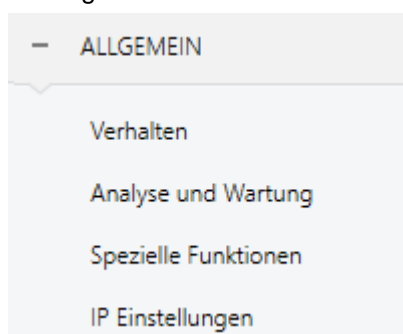 − ALLGEMEIN
Verhalten
Analyse und Wartung
Spezielle Funktionen
IP Einstellungen